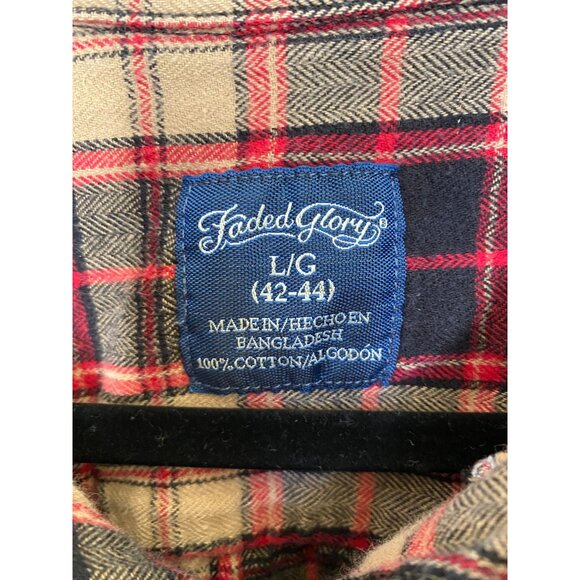 Faded Glory®
L/G
(42-44)
MADE IN/HECHO EN
BANGLADESH
100% COTTON/ALGODÓN